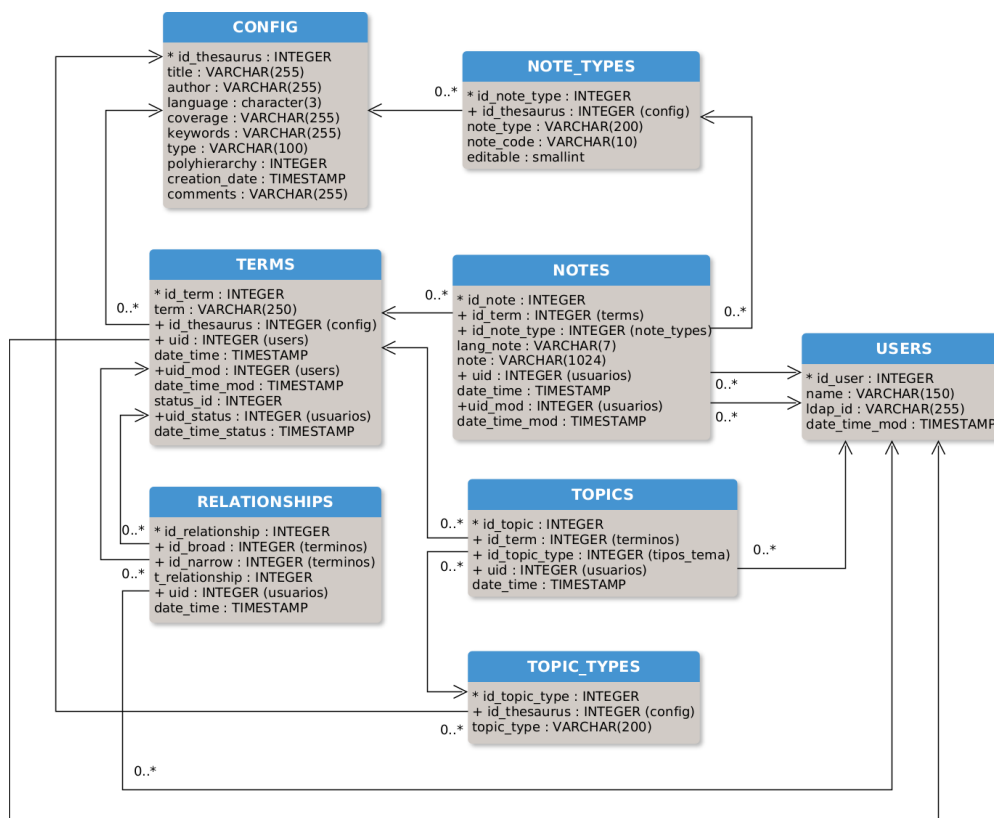 CONFIG
* id_thesaurus : INTEGER
title : VARCHAR(255)
author : VARCHAR(255)
language : character(3)
coverage : VARCHAR(255)
keywords : VARCHAR(255)
type : VARCHAR(100)
polyhierarchy : INTEGER
creation_date : TIMESTAMP
comments : VARCHAR(255)
0..*
NOTE_TYPES
* id_note_type : INTEGER
+ id_thesaurus : INTEGER (config)
note_type : VARCHAR(200)
note_code : VARCHAR(10)
editable : smallint
0..*
TERMS
* id_term : INTEGER
term : VARCHAR(250)
+ id_thesaurus : INTEGER (config)
+ uid : INTEGER (users)
date_time : TIMESTAMP
+uid_mod : INTEGER (users)
date_time_mod : TIMESTAMP
status_id : INTEGER
+uid_status : INTEGER (usuarios)
date_time_status : TIMESTAMP
0..*
NOTES
* id_note : INTEGER
+ id_term : INTEGER (terms)
+ id_note_type : INTEGER (note_types)
lang_note : VARCHAR(7)
note : VARCHAR(1024)
+ uid : INTEGER (usuarios)
date_time : TIMESTAMP
+uid_mod : INTEGER (usuarios)
date_time_mod : TIMESTAMP
0..*
0..*
0..*
USERS
* id_user : INTEGER
name : VARCHAR(150)
ldap_id : VARCHAR(255)
date_time_mod : TIMESTAMP
RELATIONSHIPS
0..*
* id_relationship : INTEGER
+ id_broad : INTEGER (terminos)
+ id_narrow : INTEGER (terminos)
0..*
t_relationship : INTEGER
+ uid : INTEGER (usuarios)
date_time : TIMESTAMP
TOPICS
0..*
* id_topic : INTEGER
+ id_term : INTEGER (terminos)
+ id_topic_type : INTEGER (tipos_tema)
0..*
+ uid : INTEGER (usuarios)
date_time : TIMESTAMP
0..*
TOPIC_TYPES
* id_topic_type : INTEGER
+ id_thesaurus : INTEGER (config)
topic_type : VARCHAR(200)
0..*
0..*